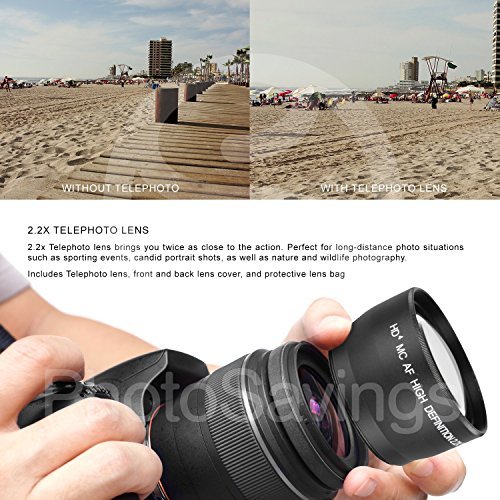 WITHOUT TELEPHOTO
WITH TELEPHOTO LENS
2.2X TELEPHOTO LENS
2.2x Telephoto lens brings you twice as close to the action. Perfect for long-distance photo situations
such as sporting events, candid portrait shots, as well as nature and wildlife photography.
Includes Telephoto lens, front and back lens cover, and protective lens bag
HD⁴ MC AF HIGH DEFINITION
PhotoSavings